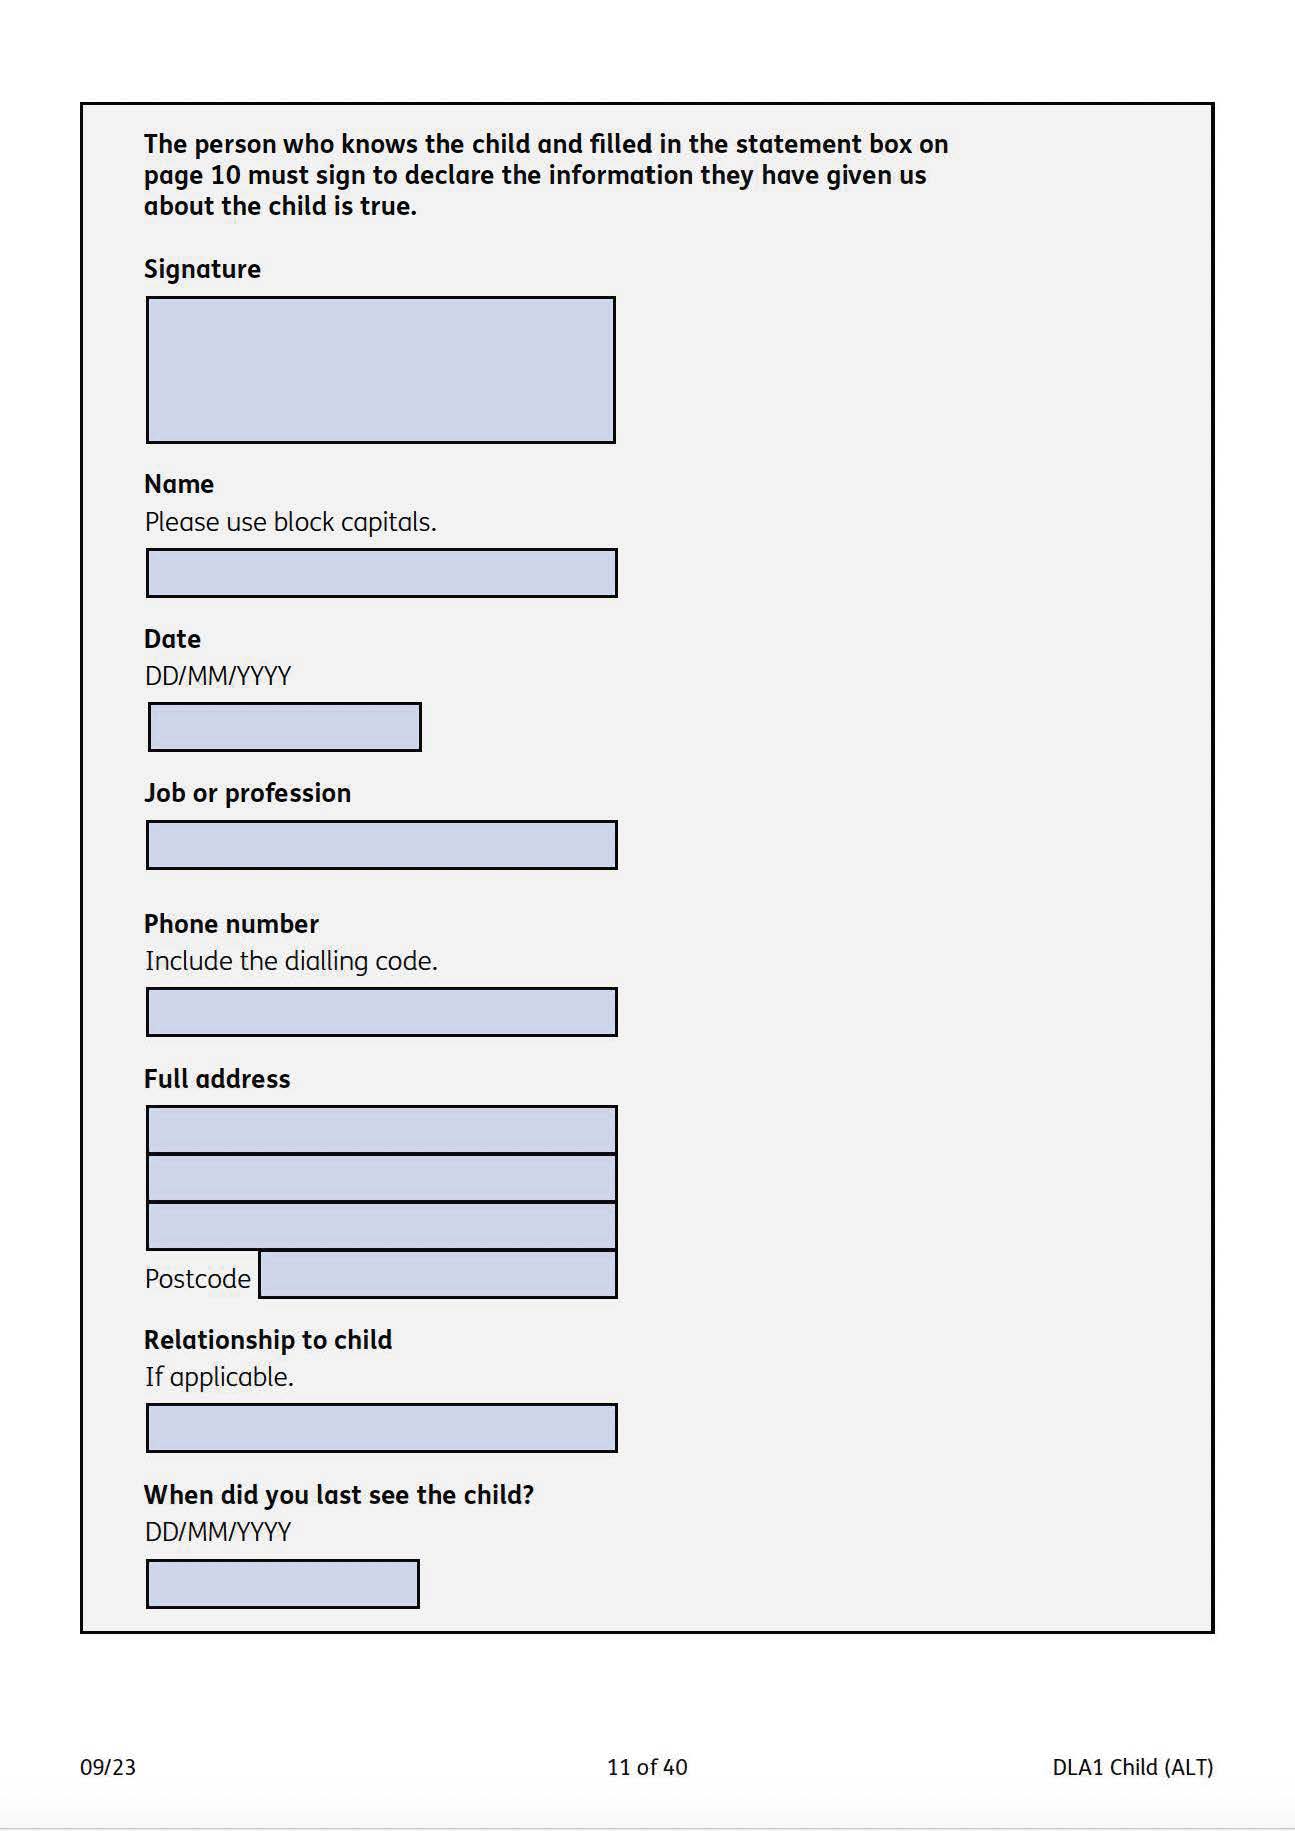 The person who knows the child and filled in the statement box on
page 10 must sign to declare the information they have given us
about the child is true.
Signature
Name
Please use block capitals.
Date
DD/MM/YYYY
Job or profession
Phone number
Include the dialling code.
Full address
Postcode
Relationship to child
If applicable.
When did you last see the child?
DD/MM/YYYY
09/23
11 of 40
DLA1 Child (ALT)